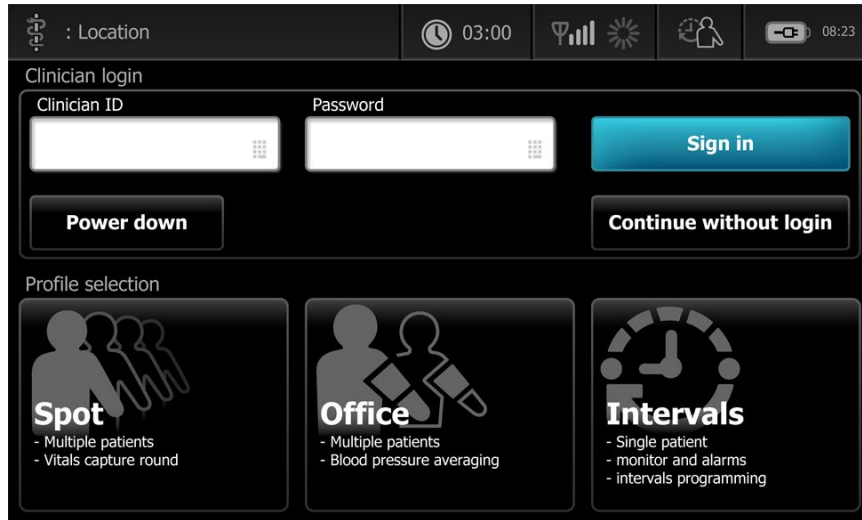 : Location
03:00
08:23
Clinician login
Clinician ID
Password
Sign in
Power down
Continue without login
Profile selection
Spot
- Multiple patients
- Vitals capture round
Office
- Multiple patients
- Blood pressure averaging
Intervals
- Single patient
- monitor and alarms
- intervals programming